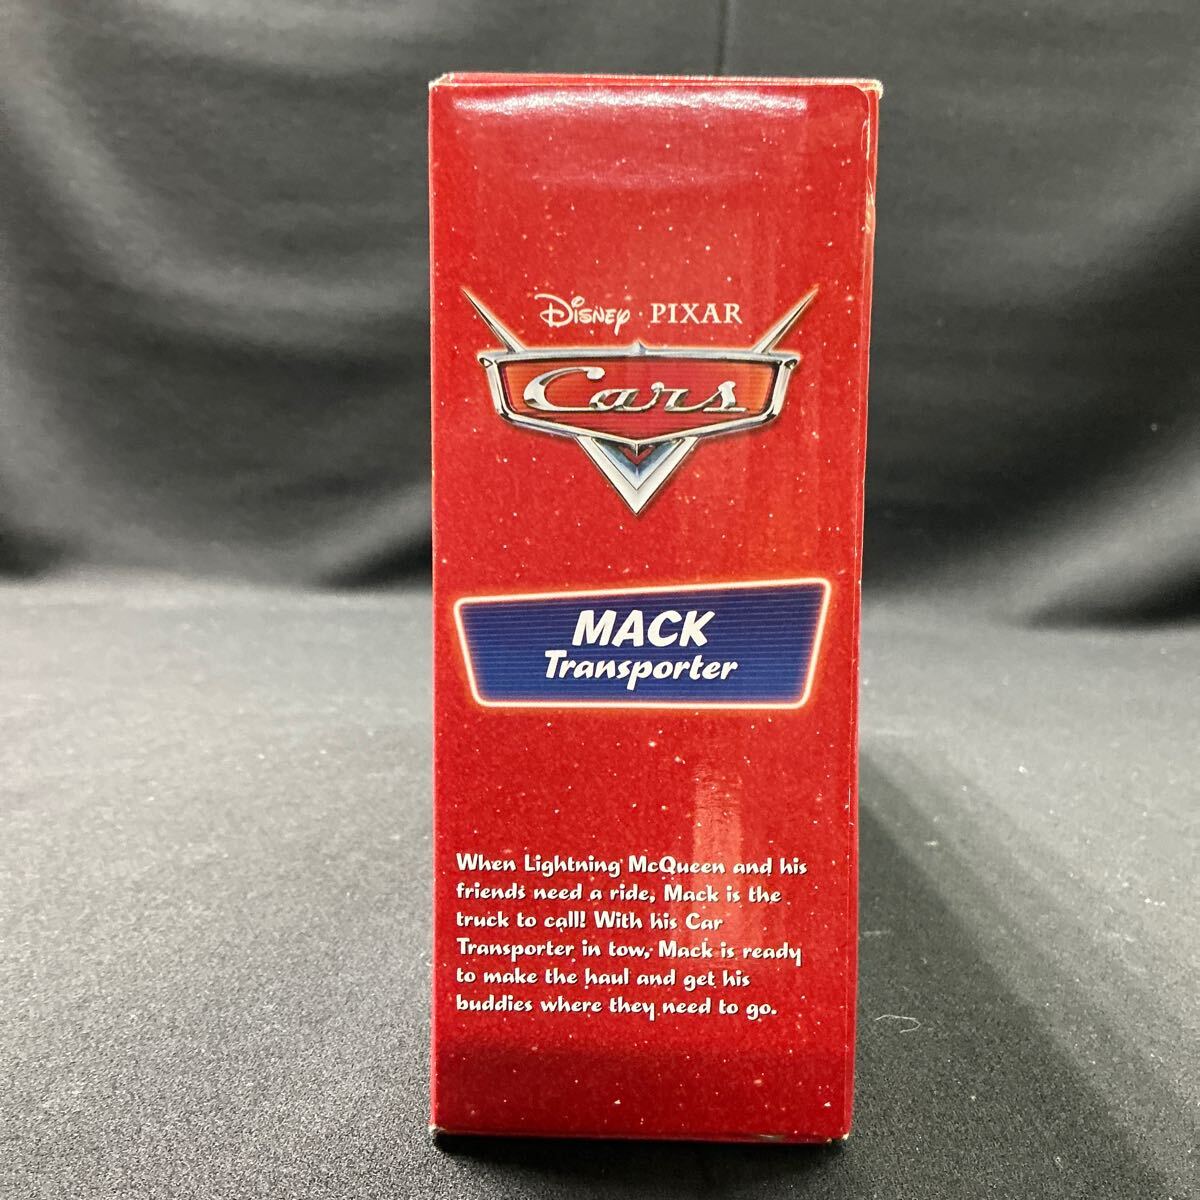 Disney · PIXAR
Cars
MACK
Transporter
When Lightning McQueen and his
friends need a ride, Mack is the
truck to call! With his Car
Transporter in tow, Mack is ready
to make the haul and get his
buddies where they need to go.